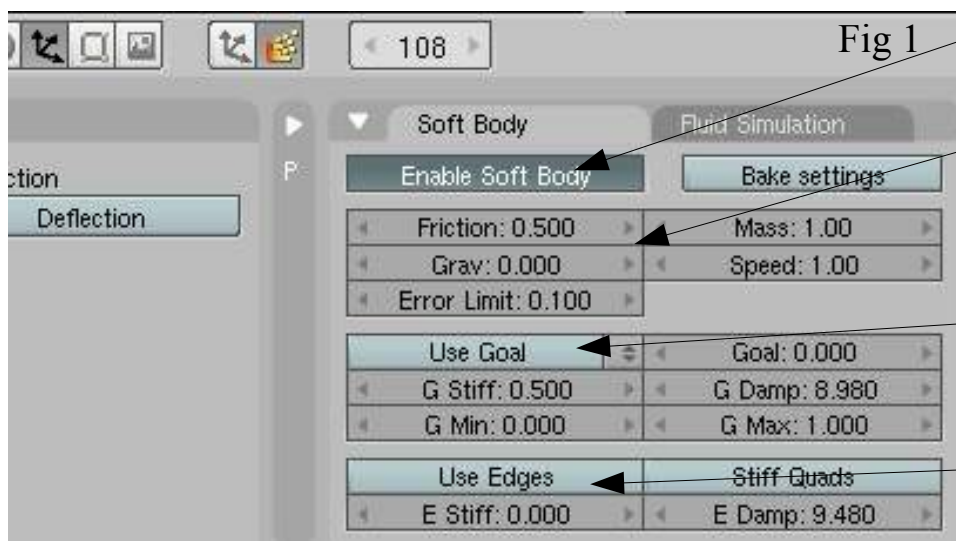 108
Fig 1
Soft Body
Fluid Simulation
ction
P
Enable Soft Body
Bake settings
Deflection
Friction: 0.500
Mass: 1.00
Grav: 0.000
Speed: 1.00
Error Limit: 0.100
Use Goal
Goal: 0.000
G Stiff: 0.500
G Damp: 8.980
G Min: 0.000
G Max: 1.000
Use Edges
Stiff Quads
E Stiff: 0.000
E Damp: 9.480